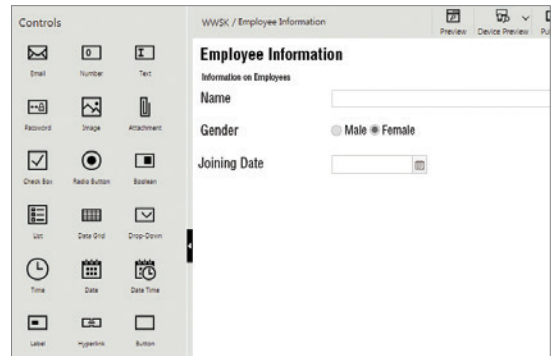 Controls
WWSK / Employee Information
Preview
Device Preview
Email
Number
Text
Password
Image
Attachment
Check Box
Radio Button
Boolean
List
Data Grid
Drop-Down
Time
Date
Date Time
Label
Hyperlink
Button
Employee Information
Information on Employees
Name
Gender
Male Female
Joining Date